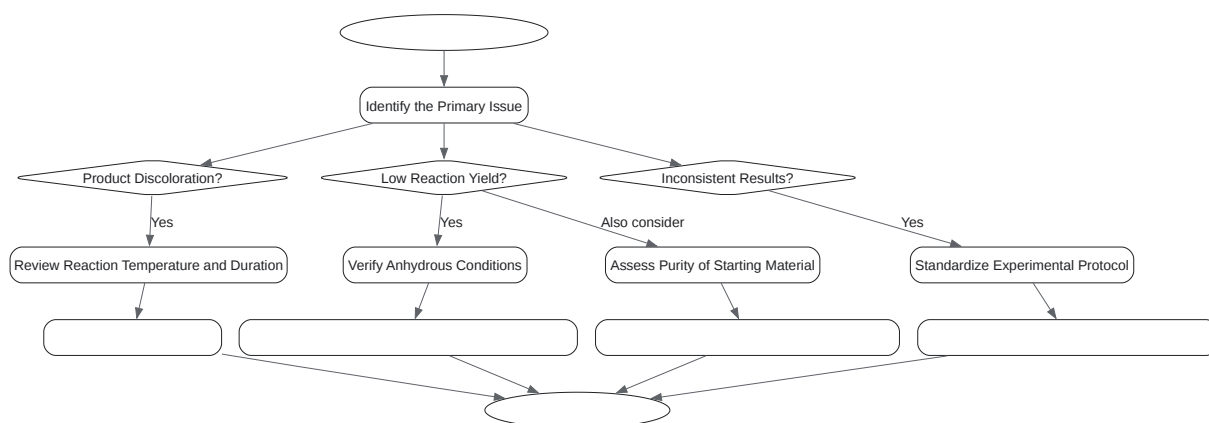 Identify the Primary Issue
Product Discoloration?
Low Reaction Yield?
Inconsistent Results?
Yes
Yes
Also consider
Yes
Review Reaction Temperature and Duration
Verify Anhydrous Conditions
Assess Purity of Starting Material
Standardize Experimental Protocol